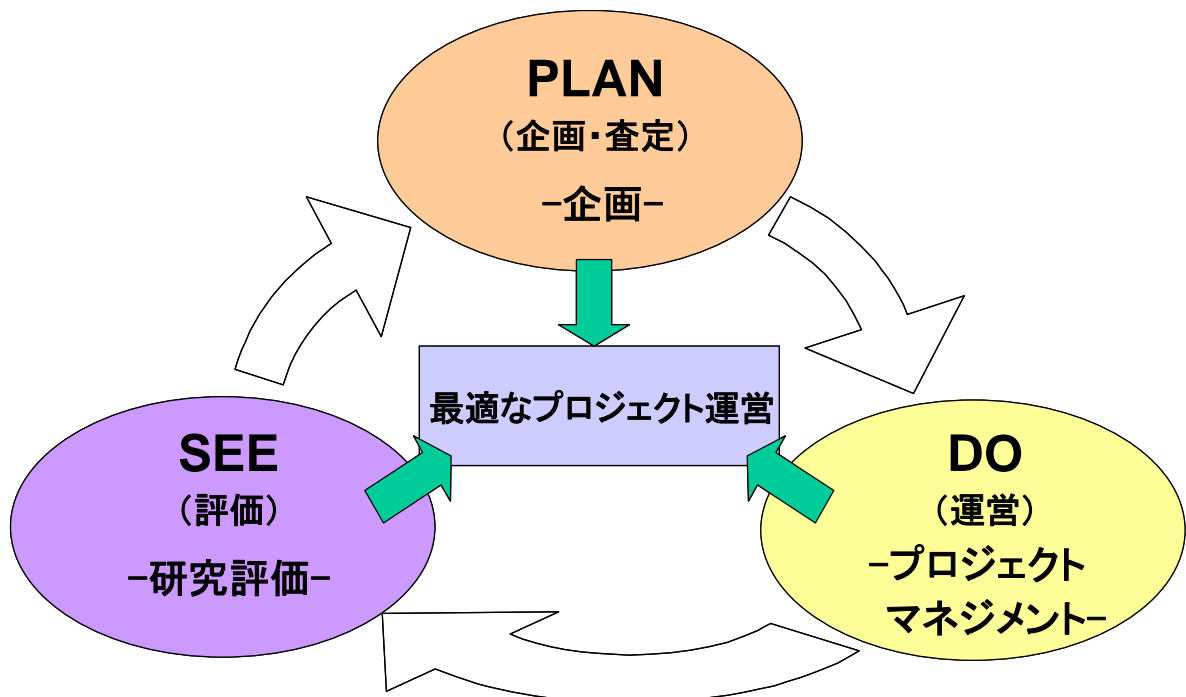 PLAN
（企画・査定）
-企画-
最適なプロジェクト運営
SEE
（評価）
-研究評価-
DO
（運営）
-プロジェクト
マネジメント-